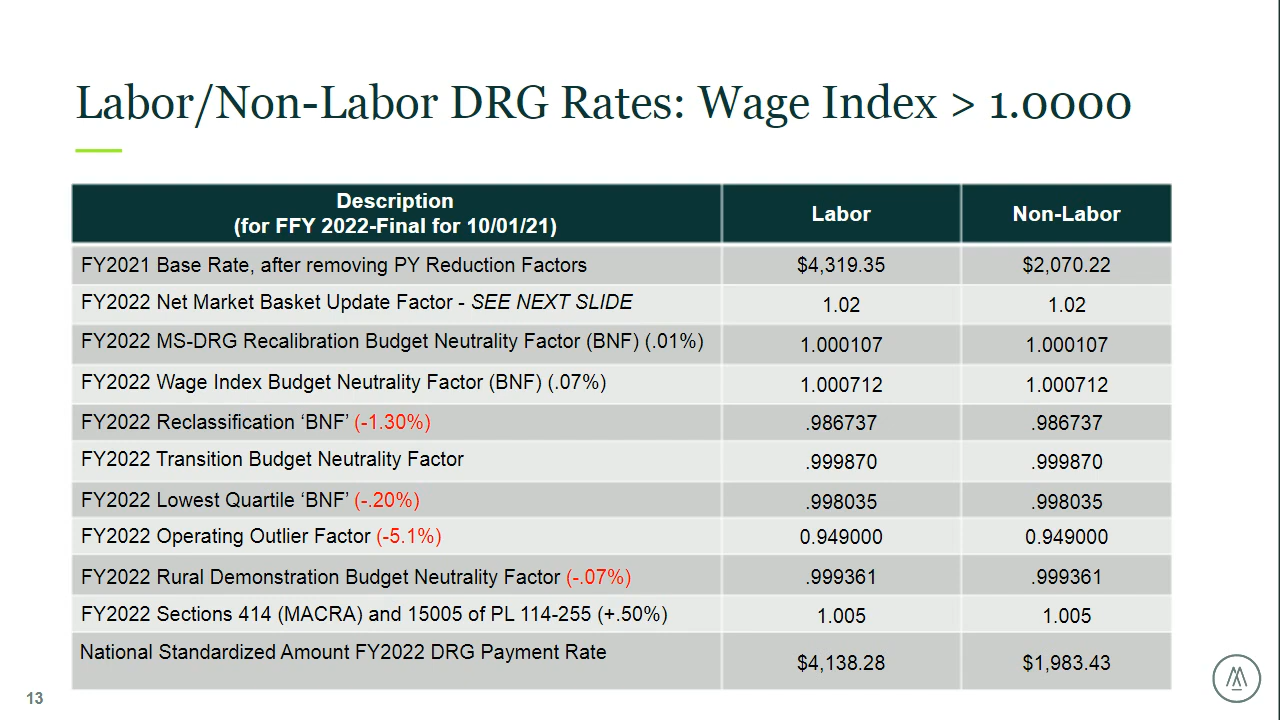 Labor/Non-Labor DRG Rates: Wage Index > 1.0000
Description
(for FFY 2022-Final for 10/01/21)
Labor
Non-Labor
FY2021 Base Rate, after removing PY Reduction Factors
$4,319.35
$2,070.22
FY2022 Net Market Basket Update Factor - SEE NEXT SLIDE
1.02
1.02
FY2022 MS-DRG Recalibration Budget Neutrality Factor (BNF) (.01%)
1.000107
1.000107
FY2022 Wage Index Budget Neutrality Factor (BNF) (.07%)
1.000712
1.000712
FY2022 Reclassification ‘BNF’ (-1.30%)
.986737
.986737
FY2022 Transition Budget Neutrality Factor
.999870
.999870
FY2022 Lowest Quartile ‘BNF’ (-.20%)
.998035
.998035
FY2022 Operating Outlier Factor (-5.1%)
0.949000
0.949000
FY2022 Rural Demonstration Budget Neutrality Factor (-.07%)
.999361
.999361
FY2022 Sections 414 (MACRA) and 15005 of PL 114-255 (+.50%)
1.005
1.005
National Standardized Amount FY2022 DRG Payment Rate
$4,138.28
$1,983.43
13